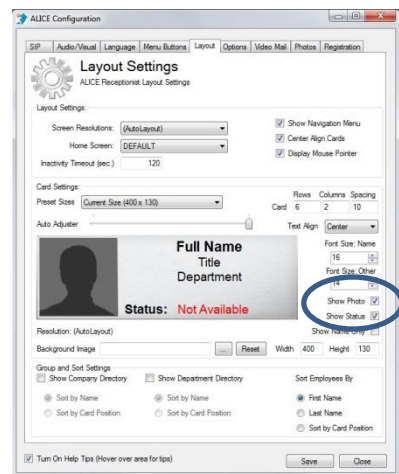 ALICE Configuration
SIP Audio/Visual Language Menu Buttons Layout Options Video Mail Photos Registration
Layout Settings
ALICE Receptionist Layout Settings
Layout Settings:
Screen Resolutions: (AutoLayout)
Show Navigation Menu
Home Screen: DEFAULT
Center Align Cards
Inactivity Timeout (sec.) 120
Display Mouse Pointer
Card Settings:
Rows Columns Spacing
Preset Sizes Current Size (400 x 130)
Card 6 2 10
Auto Adjuster
Text Align Center
Full Name
Title
Department
Status: Not Available
Font Size: Name
16
Font Size: Other
14
Show Photo
Show Status
Resolution: (AutoLayout)
Show Name Only
Background Image ... Reset Width 400 Height 130
Group and Sort Settings
Show Company Directory Show Department Directory Sort Employees By
Sort by Name Sort by Name First Name
Sort by Card Position Sort by Card Position Last Name
Sort by Card Position
Turn On Help Tips (Hover over area for tips) Save Close